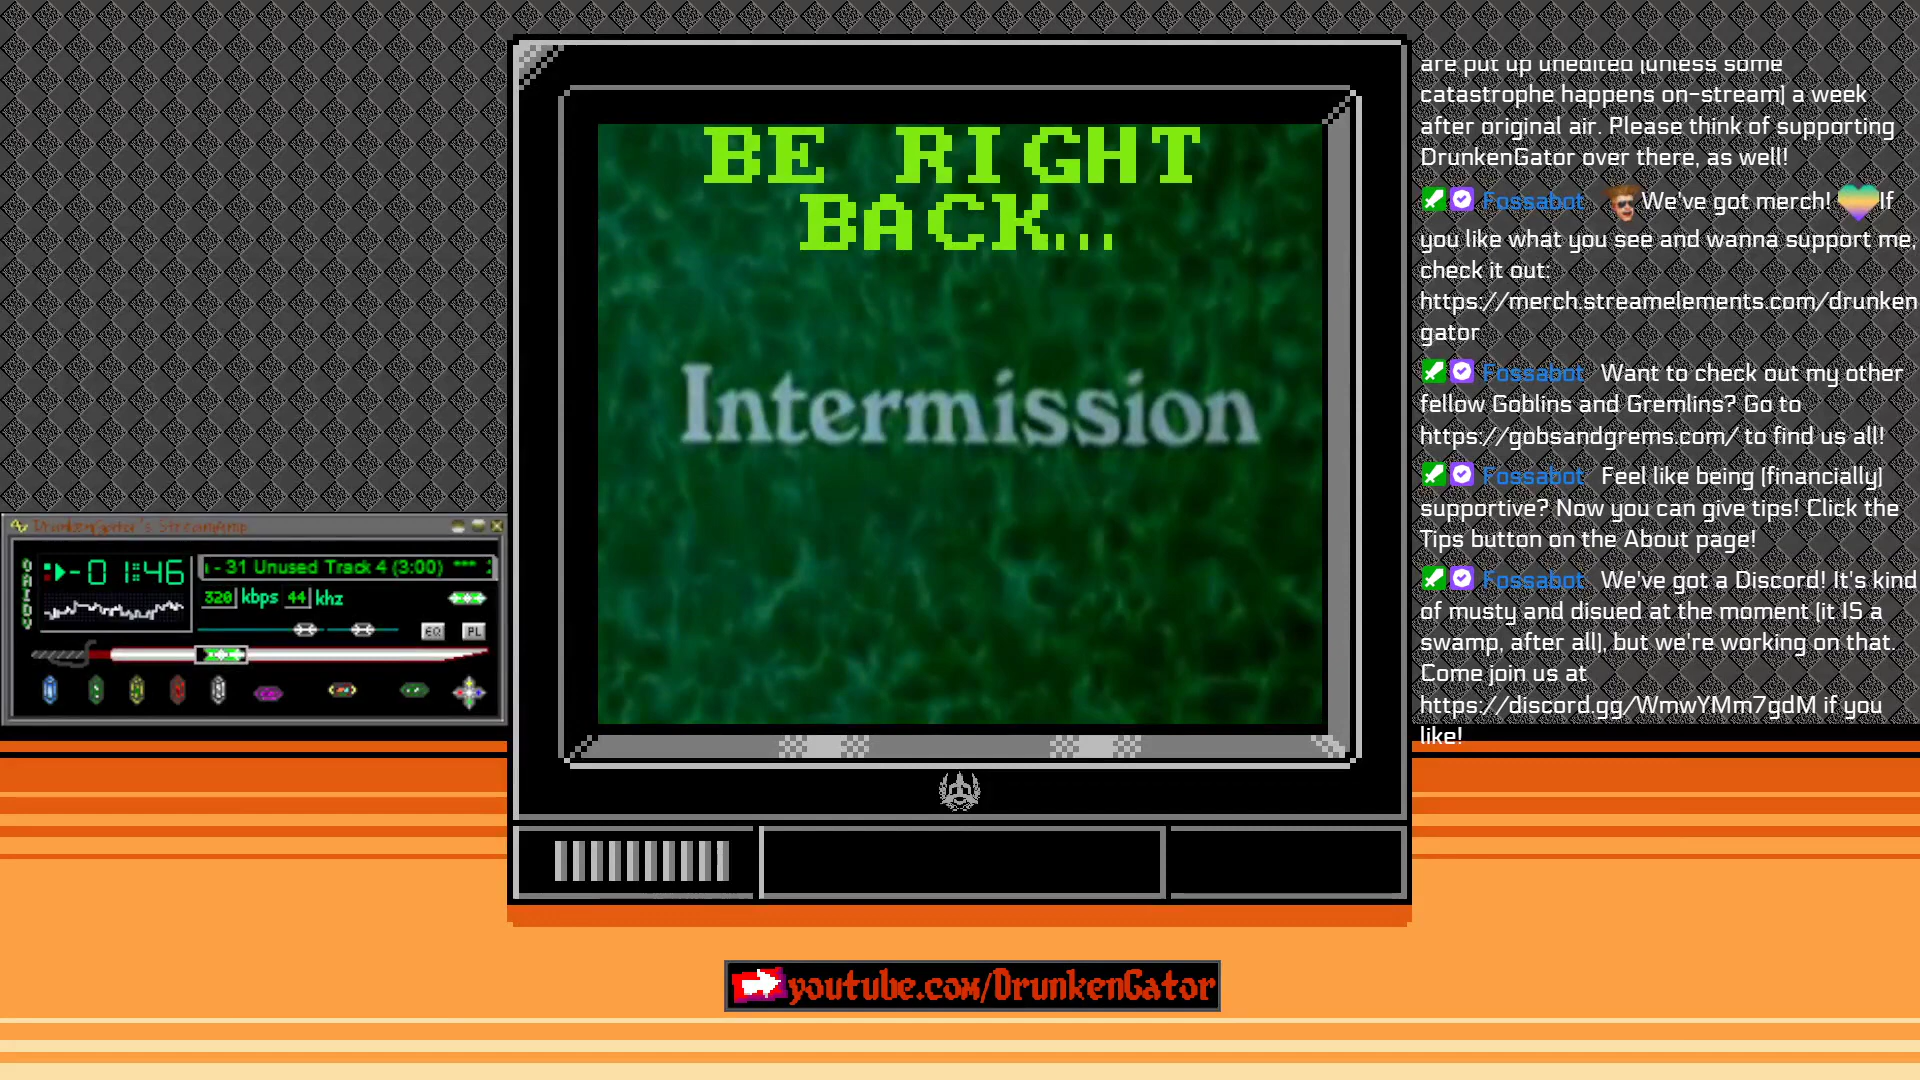 BE RIGHT
BACK...
Intermission
DrunkenGator's StreamAmp
-01:46
- 31 Unused Track 4 (3:00) ***
320 kbps 44 khz
EQ PL
are put up unedited (unless some
catastrophe happens on-stream) a week
after original air. Please think of supporting
DrunkenGator over there, as well!
Fossabot We've got merch! If
you like what you see and wanna support me,
check it out:
https://merch.streamelements.com/drunken
gator
Fossabot Want to check out my other
fellow Goblins and Gremlins? Go to
https://gobsandgrems.com/ to find us all!
Fossabot Feel like being (financially)
supportive? Now you can give tips! Click the
Tips button on the About page!
Fossabot We've got a Discord! It's kind
of musty and disued at the moment (it IS a
swamp, after all), but we're working on that.
Come join us at
https://discord.gg/WmwYMm7gdM if you
like!
youtube.com/DrunkenGator